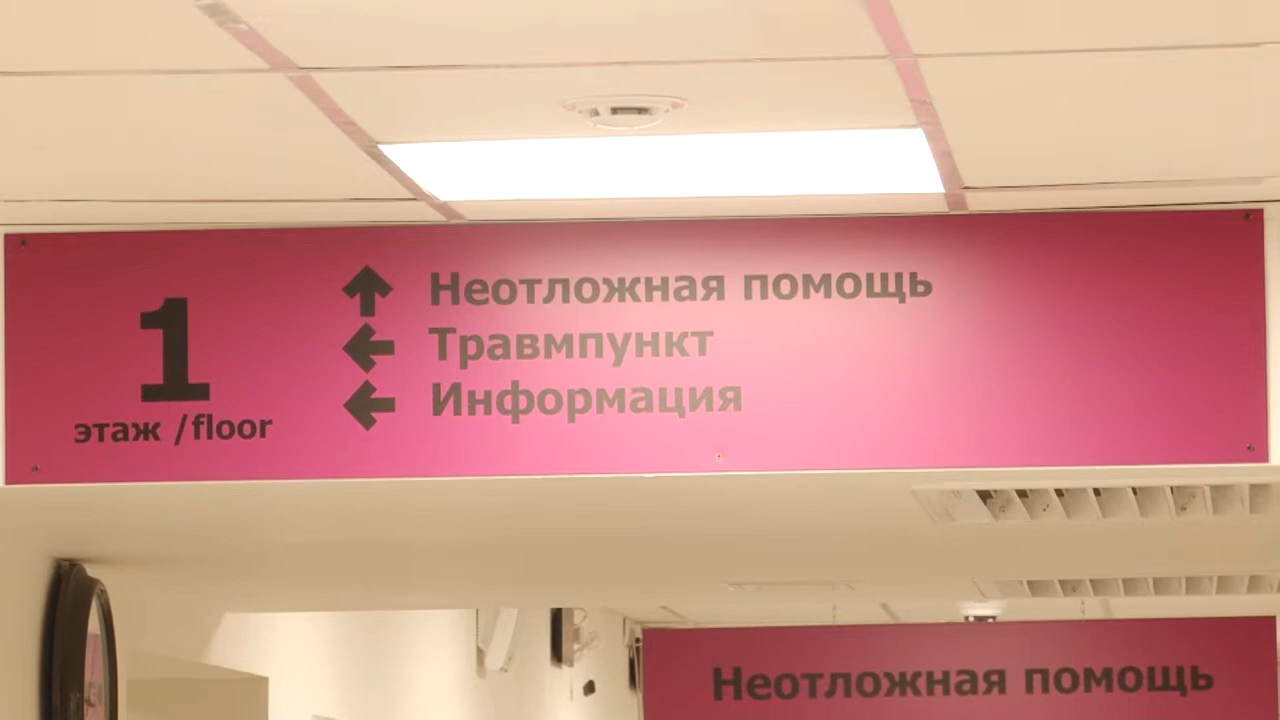 1
этаж /floor
Неотложная помощь
Травмпункт
Информация
Неотложная помощь